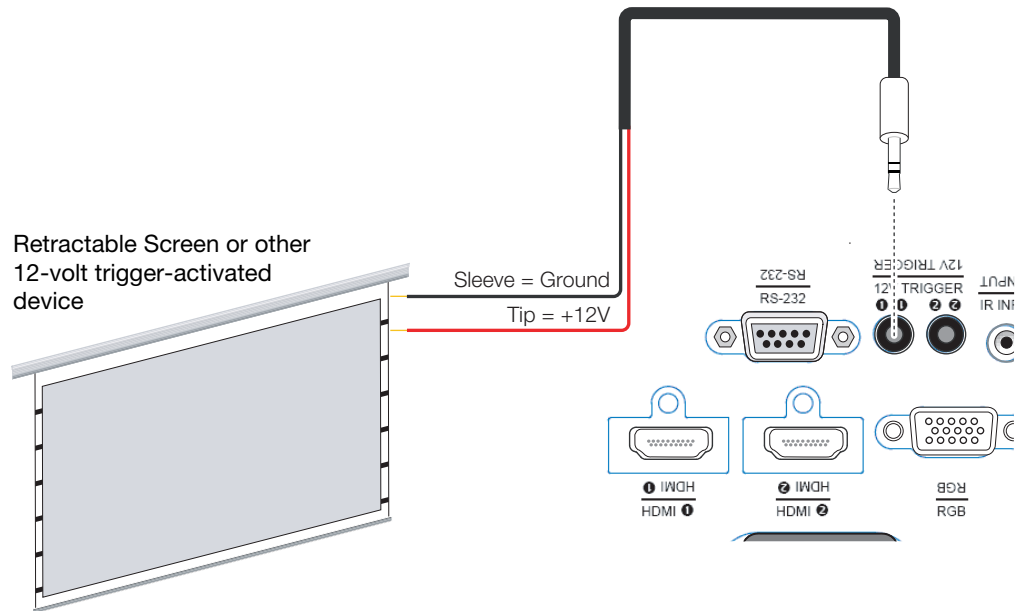 Retractable Screen or other
12-volt trigger-activated
device
Sleeve = Ground
Tip = +12V
RS-232
RS-232
12V TRIGGER
TRIGGER
❶ ❶ ❷ ❷
INPUT
IR
HDMI ❶
HDMI ❶
HDMI ❷
HDMI ❷
RGB
RGB